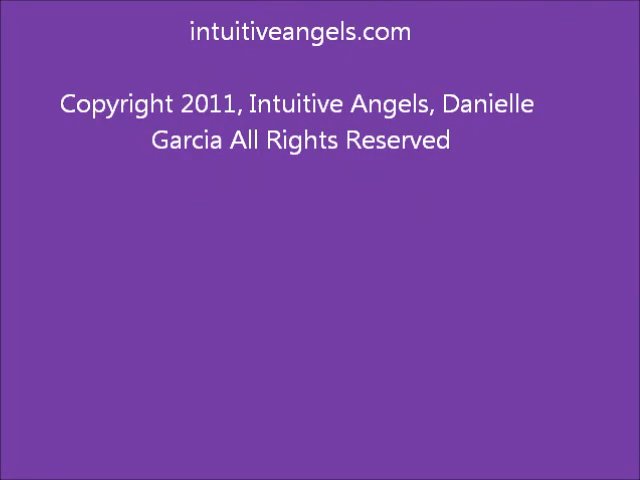 intuitiveangels.com
Copyright 2011, Intuitive Angels, Danielle
Garcia All Rights Reserved